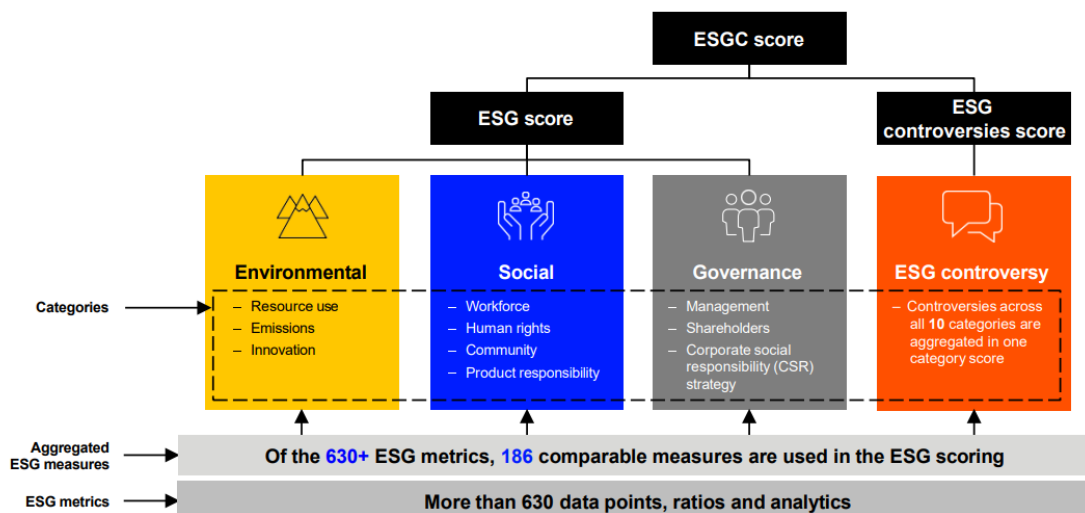 ESGC score
ESG score
ESG
controversies score
Environmental
Social
Governance
ESG controversy
Categories
– Resource use
– Emissions
– Innovation
– Workforce
– Human rights
– Community
– Product responsibility
– Management
– Shareholders
– Corporate social
responsibility (CSR)
strategy
– Controversies across
all 10 categories are
aggregated in one
category score
Aggregated
ESG measures
Of the 630+ ESG metrics, 186 comparable measures are used in the ESG scoring
ESG metrics
More than 630 data points, ratios and analytics